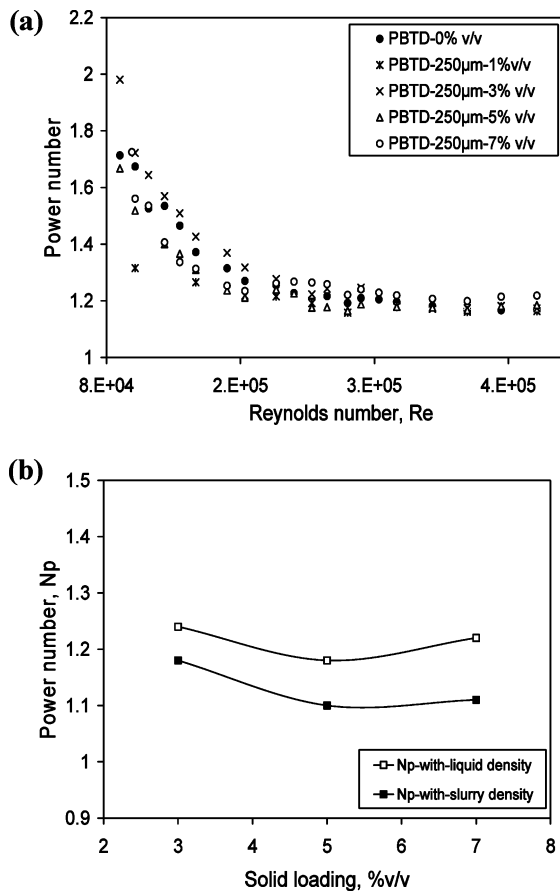 (a)
2.2
2
1.8
1.6
1.4
1.2
1
Power number
PBTD-0% v/v
PBTD-250µm-1%v/v
PBTD-250µm-3% v/v
PBTD-250µm-5% v/v
PBTD-250µm-7% v/v
8.E+04
2.E+05
3.E+05
4.E+05
Reynolds number, Re
(b)
1.5
1.4
1.3
1.2
1.1
1
0.9
Power number, Np
Np-with-liquid density
Np-with-slurry density
2
3
4
5
6
7
8
Solid loading, %v/v